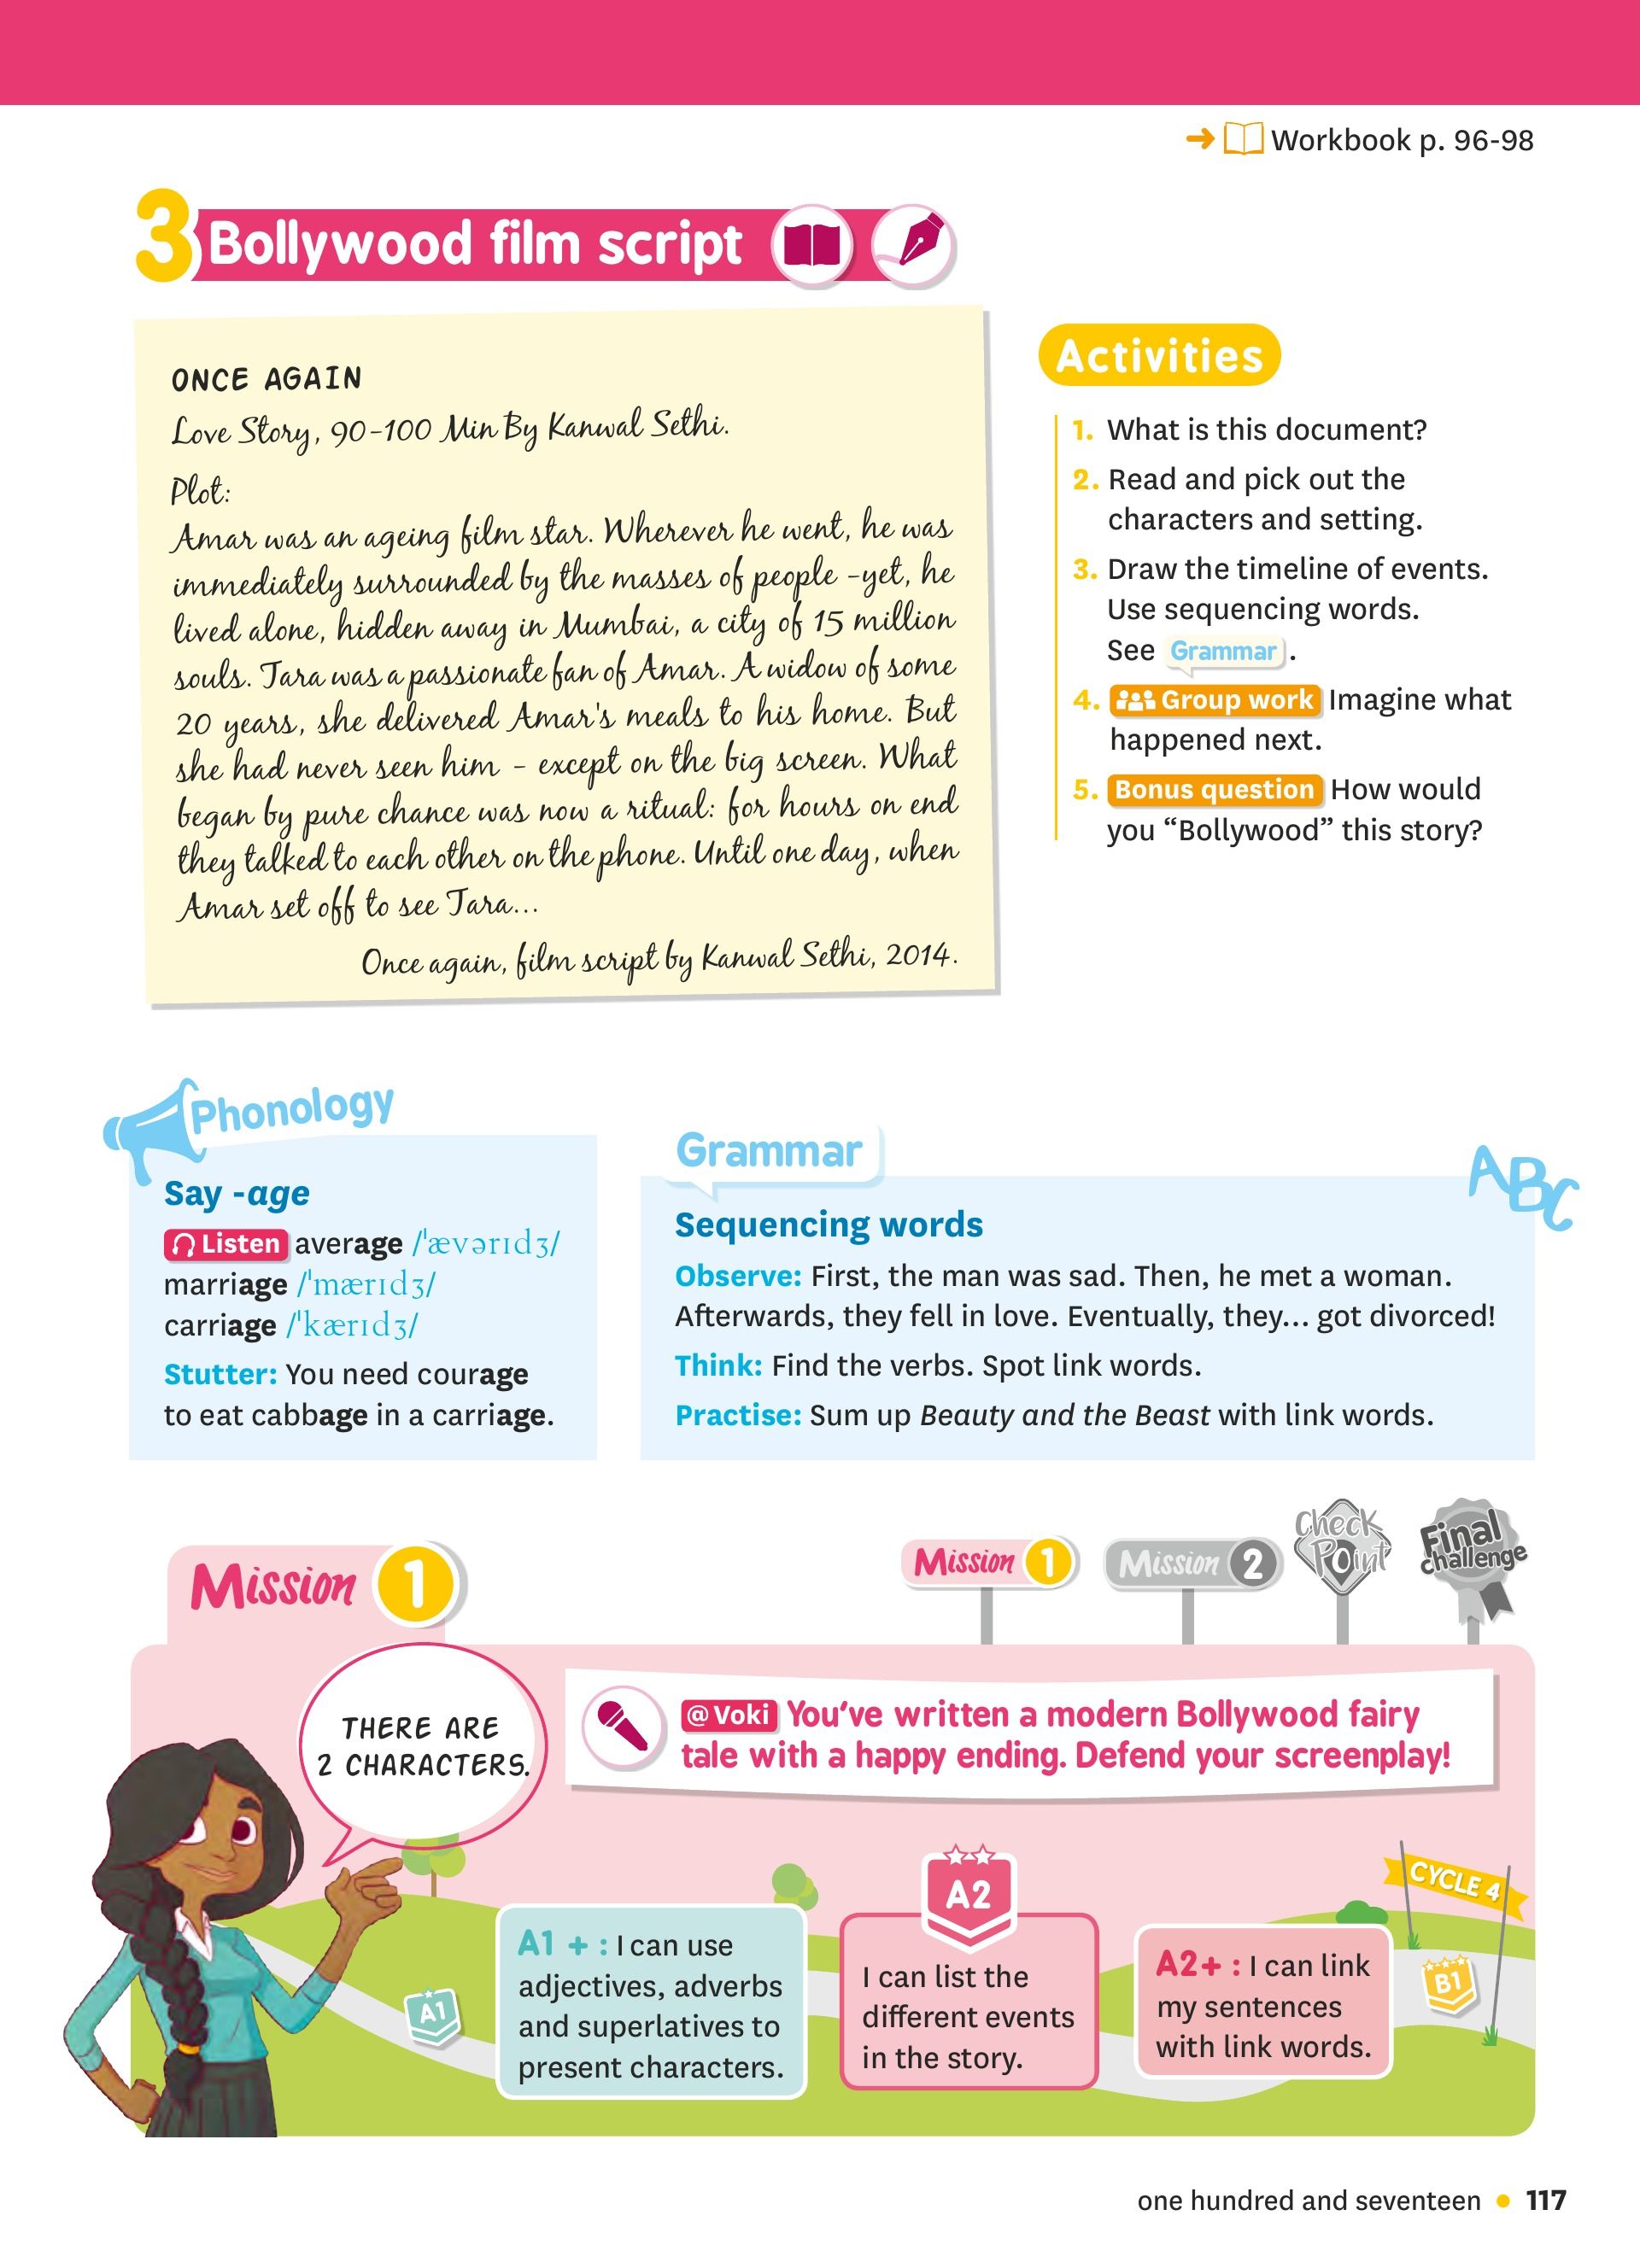 Workbook p. 96-98
3 Bollywood film script
ONCE AGAIN
Love Story, 90-100 Min By Kanwal Sethi.
Plot:
Amar was an ageing film star. Wherever he went, he was
immediately surrounded by the masses of people -yet, he
lived alone, hidden away in Mumbai, a city of 15 million
souls. Tara was a passionate fan of Amar. A widow of some
20 years, she delivered Amar's meals to his home. But
she had never seen him - except on the big screen. What
began by pure chance was now a ritual: for hours on end
they talked to each other on the phone. Until one day, when
Amar set off to see Tara...
Once again, film script by Kanwal Sethi, 2014.
Activities
1. What is this document?
2. Read and pick out the
characters and setting.
3. Draw the timeline of events.
Use sequencing words.
See Grammar.
4. Group work Imagine what
happened next.
5. Bonus question How would
you “Bollywood” this story?
Phonology
Say -age
Listen average /ˈævərɪdʒ/
marriage /ˈmærɪdʒ/
carriage /ˈkærɪdʒ/
Stutter: You need courage
to eat cabbage in a carriage.
Grammar
ABC
Sequencing words
Observe: First, the man was sad. Then, he met a woman.
Afterwards, they fell in love. Eventually, they... got divorced!
Think: Find the verbs. Spot link words.
Practise: Sum up Beauty and the Beast with link words.
Mission 1
Mission 1
Mission 2
Check Point
Final challenge
THERE ARE
2 CHARACTERS.
@ Voki You've written a modern Bollywood fairy
tale with a happy ending. Defend your screenplay!
A1
A1 + : I can use
adjectives, adverbs
and superlatives to
present characters.
A2
I can list the
different events
in the story.
A2+ : I can link
my sentences
with link words.
CYCLE 4
B1
one hundred and seventeen • 117